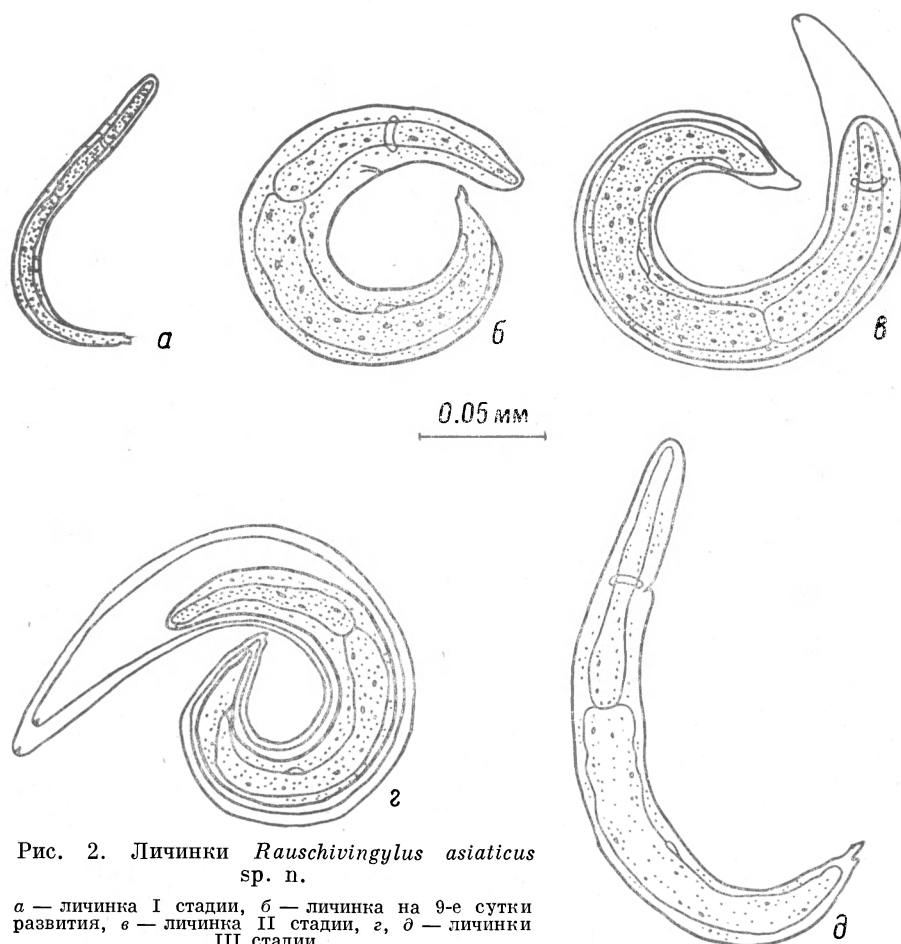 а
б
в
0.05 мм
г
д
Рис. 2. Личинки Rauschivingylus asiaticus
sp. n.
а — личинка I стадии, б — личинка на 9-е сутки
развития, в — личинка II стадии, г, д — личинки
III стадии